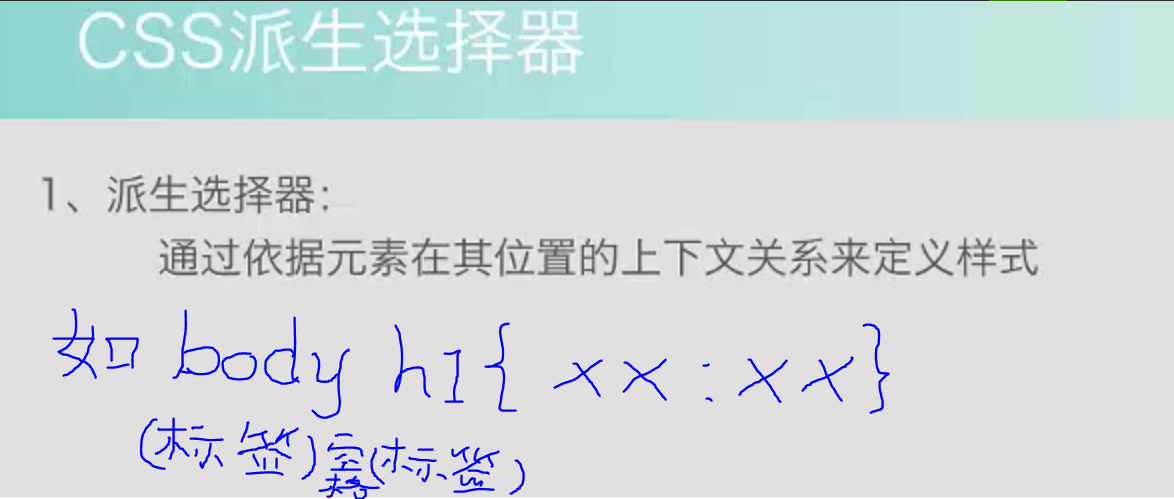 CSS派生选择器
1、派生选择器：
通过依据元素在其位置的上下文关系来定义样式
如 body h1{ xx:xx}
(标签)空格(标签)